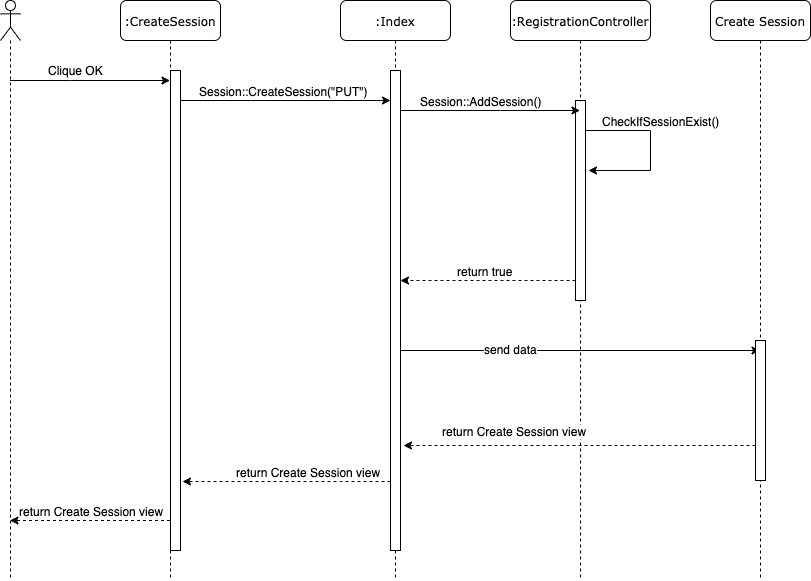 :CreateSession
:Index
:RegistrationController
Create Session
Clique OK
Session::CreateSession("PUT")
Session::AddSession()
CheckIfSessionExist()
return true
send data
return Create Session view
return Create Session view
return Create Session view